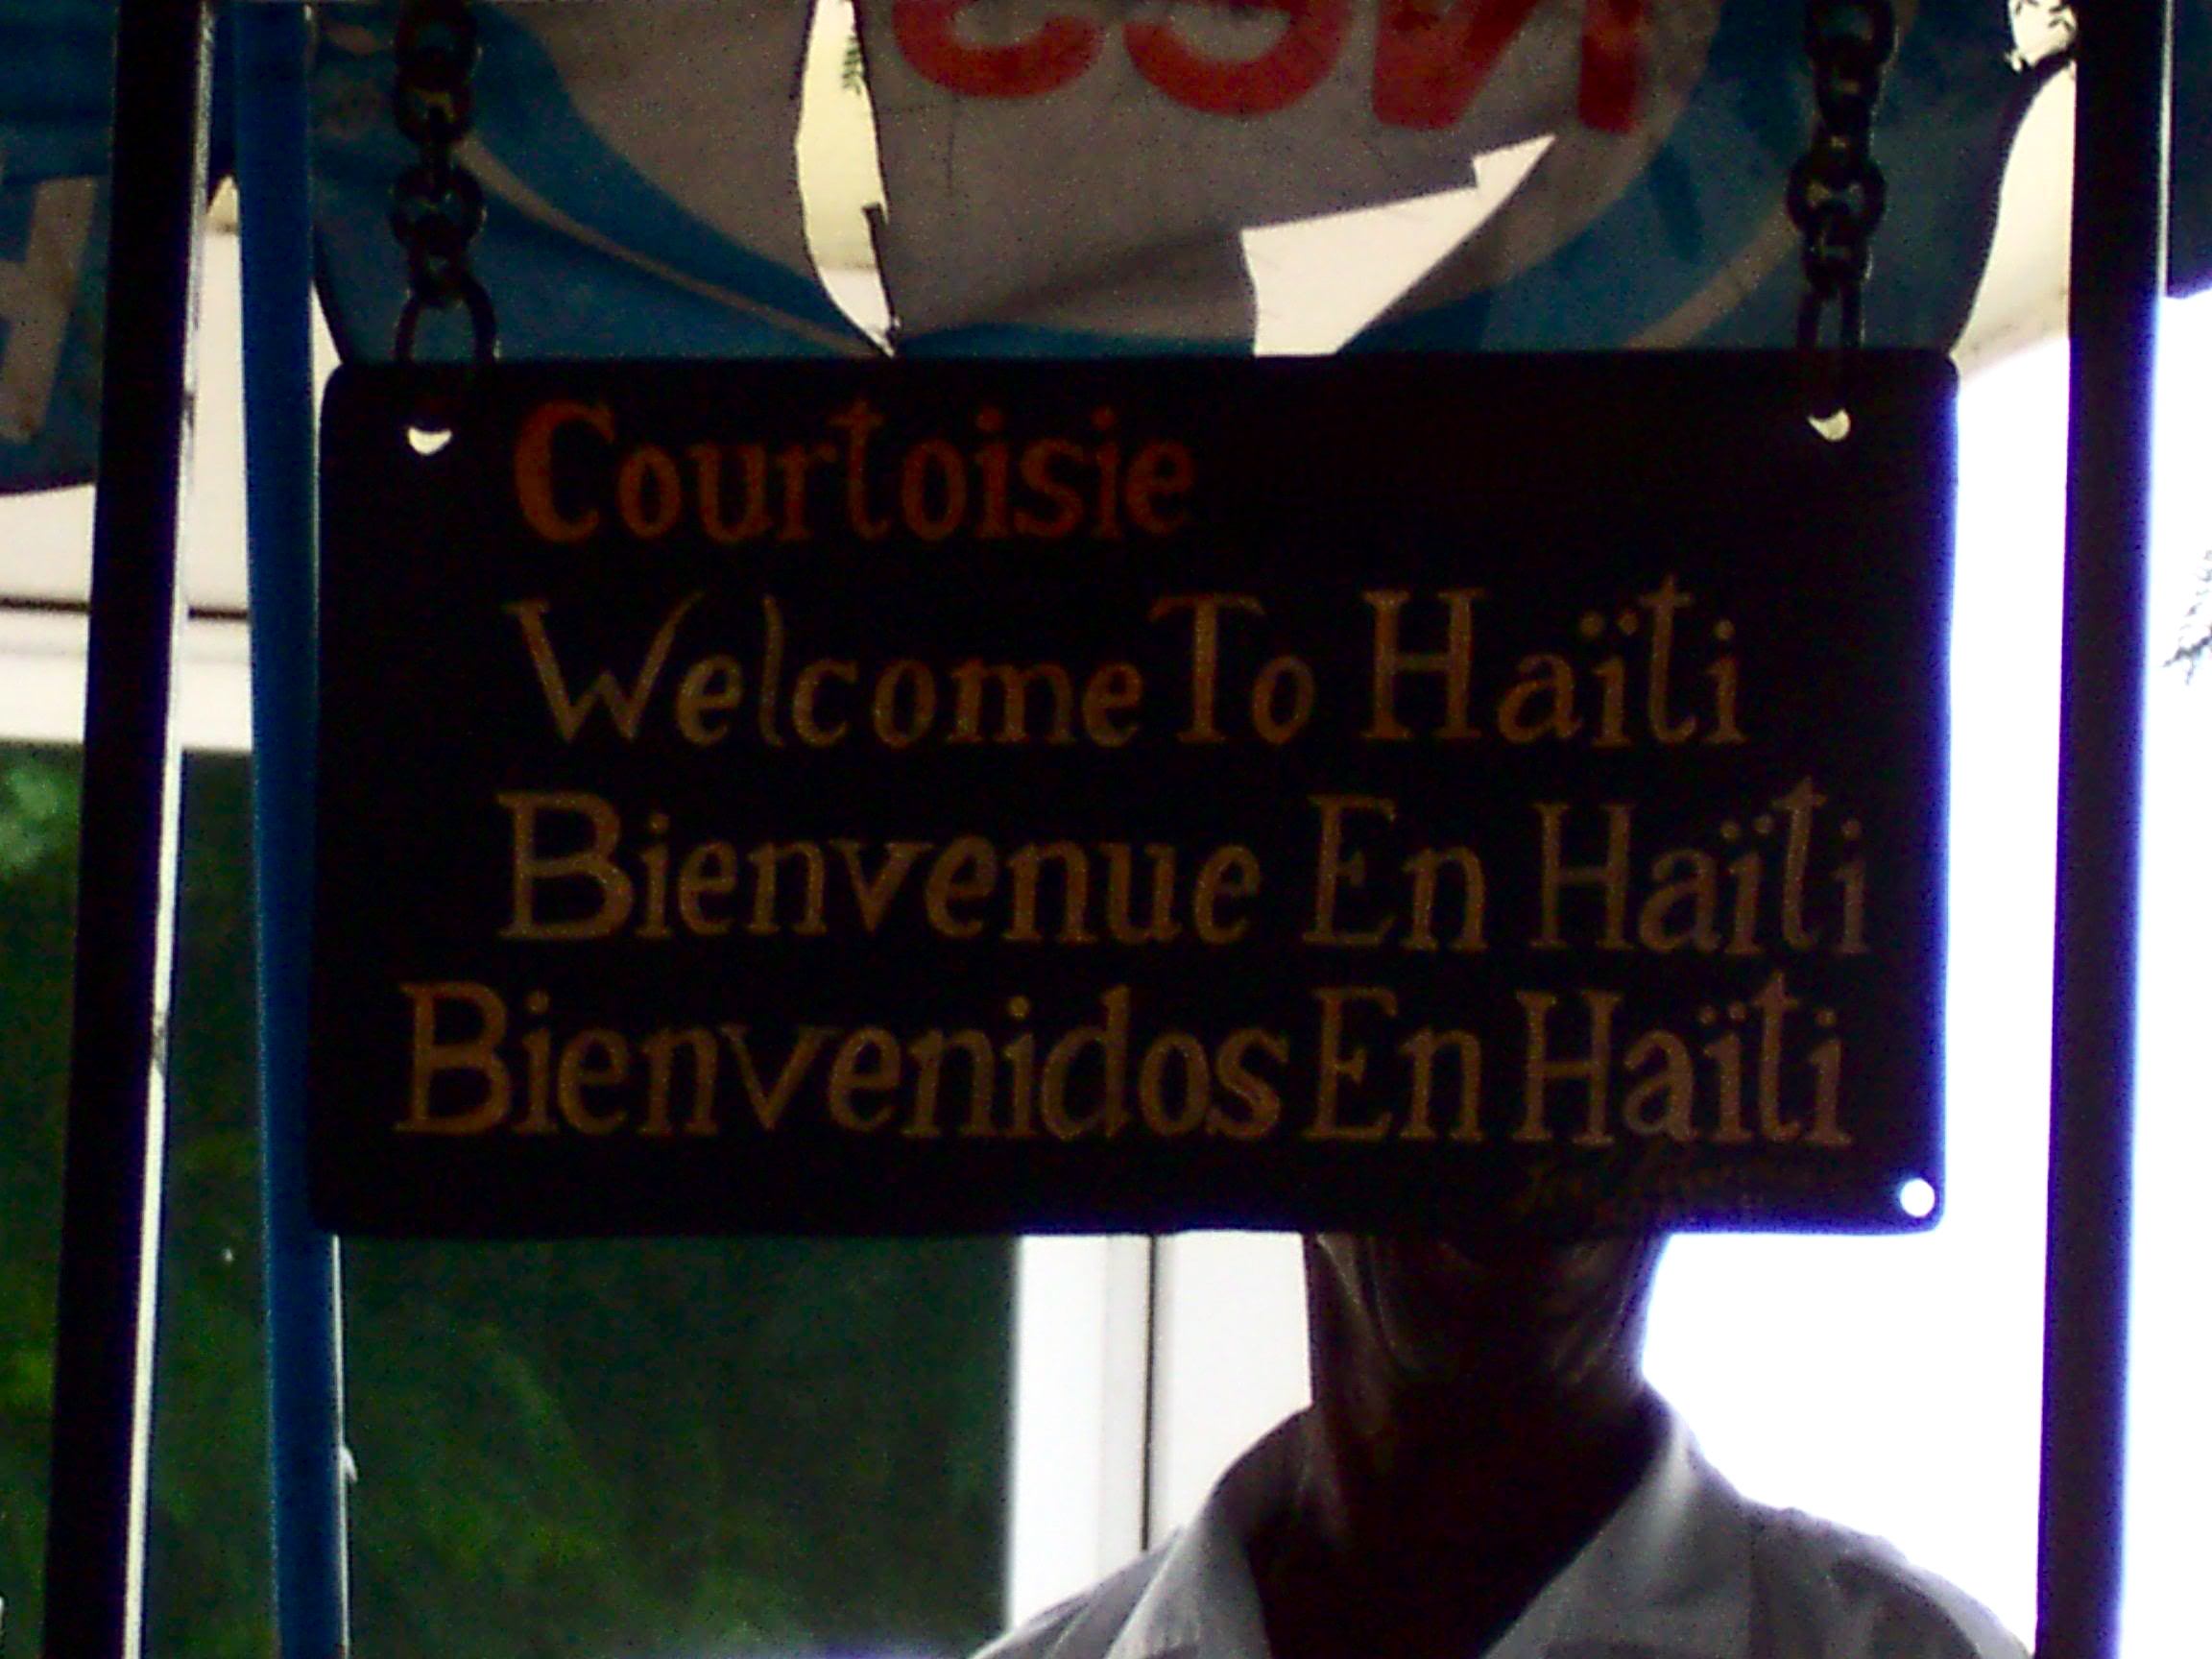 Courtoisie
Welcome To Haïti
Bienvenue En Haïti
Bienvenidos En Haïti